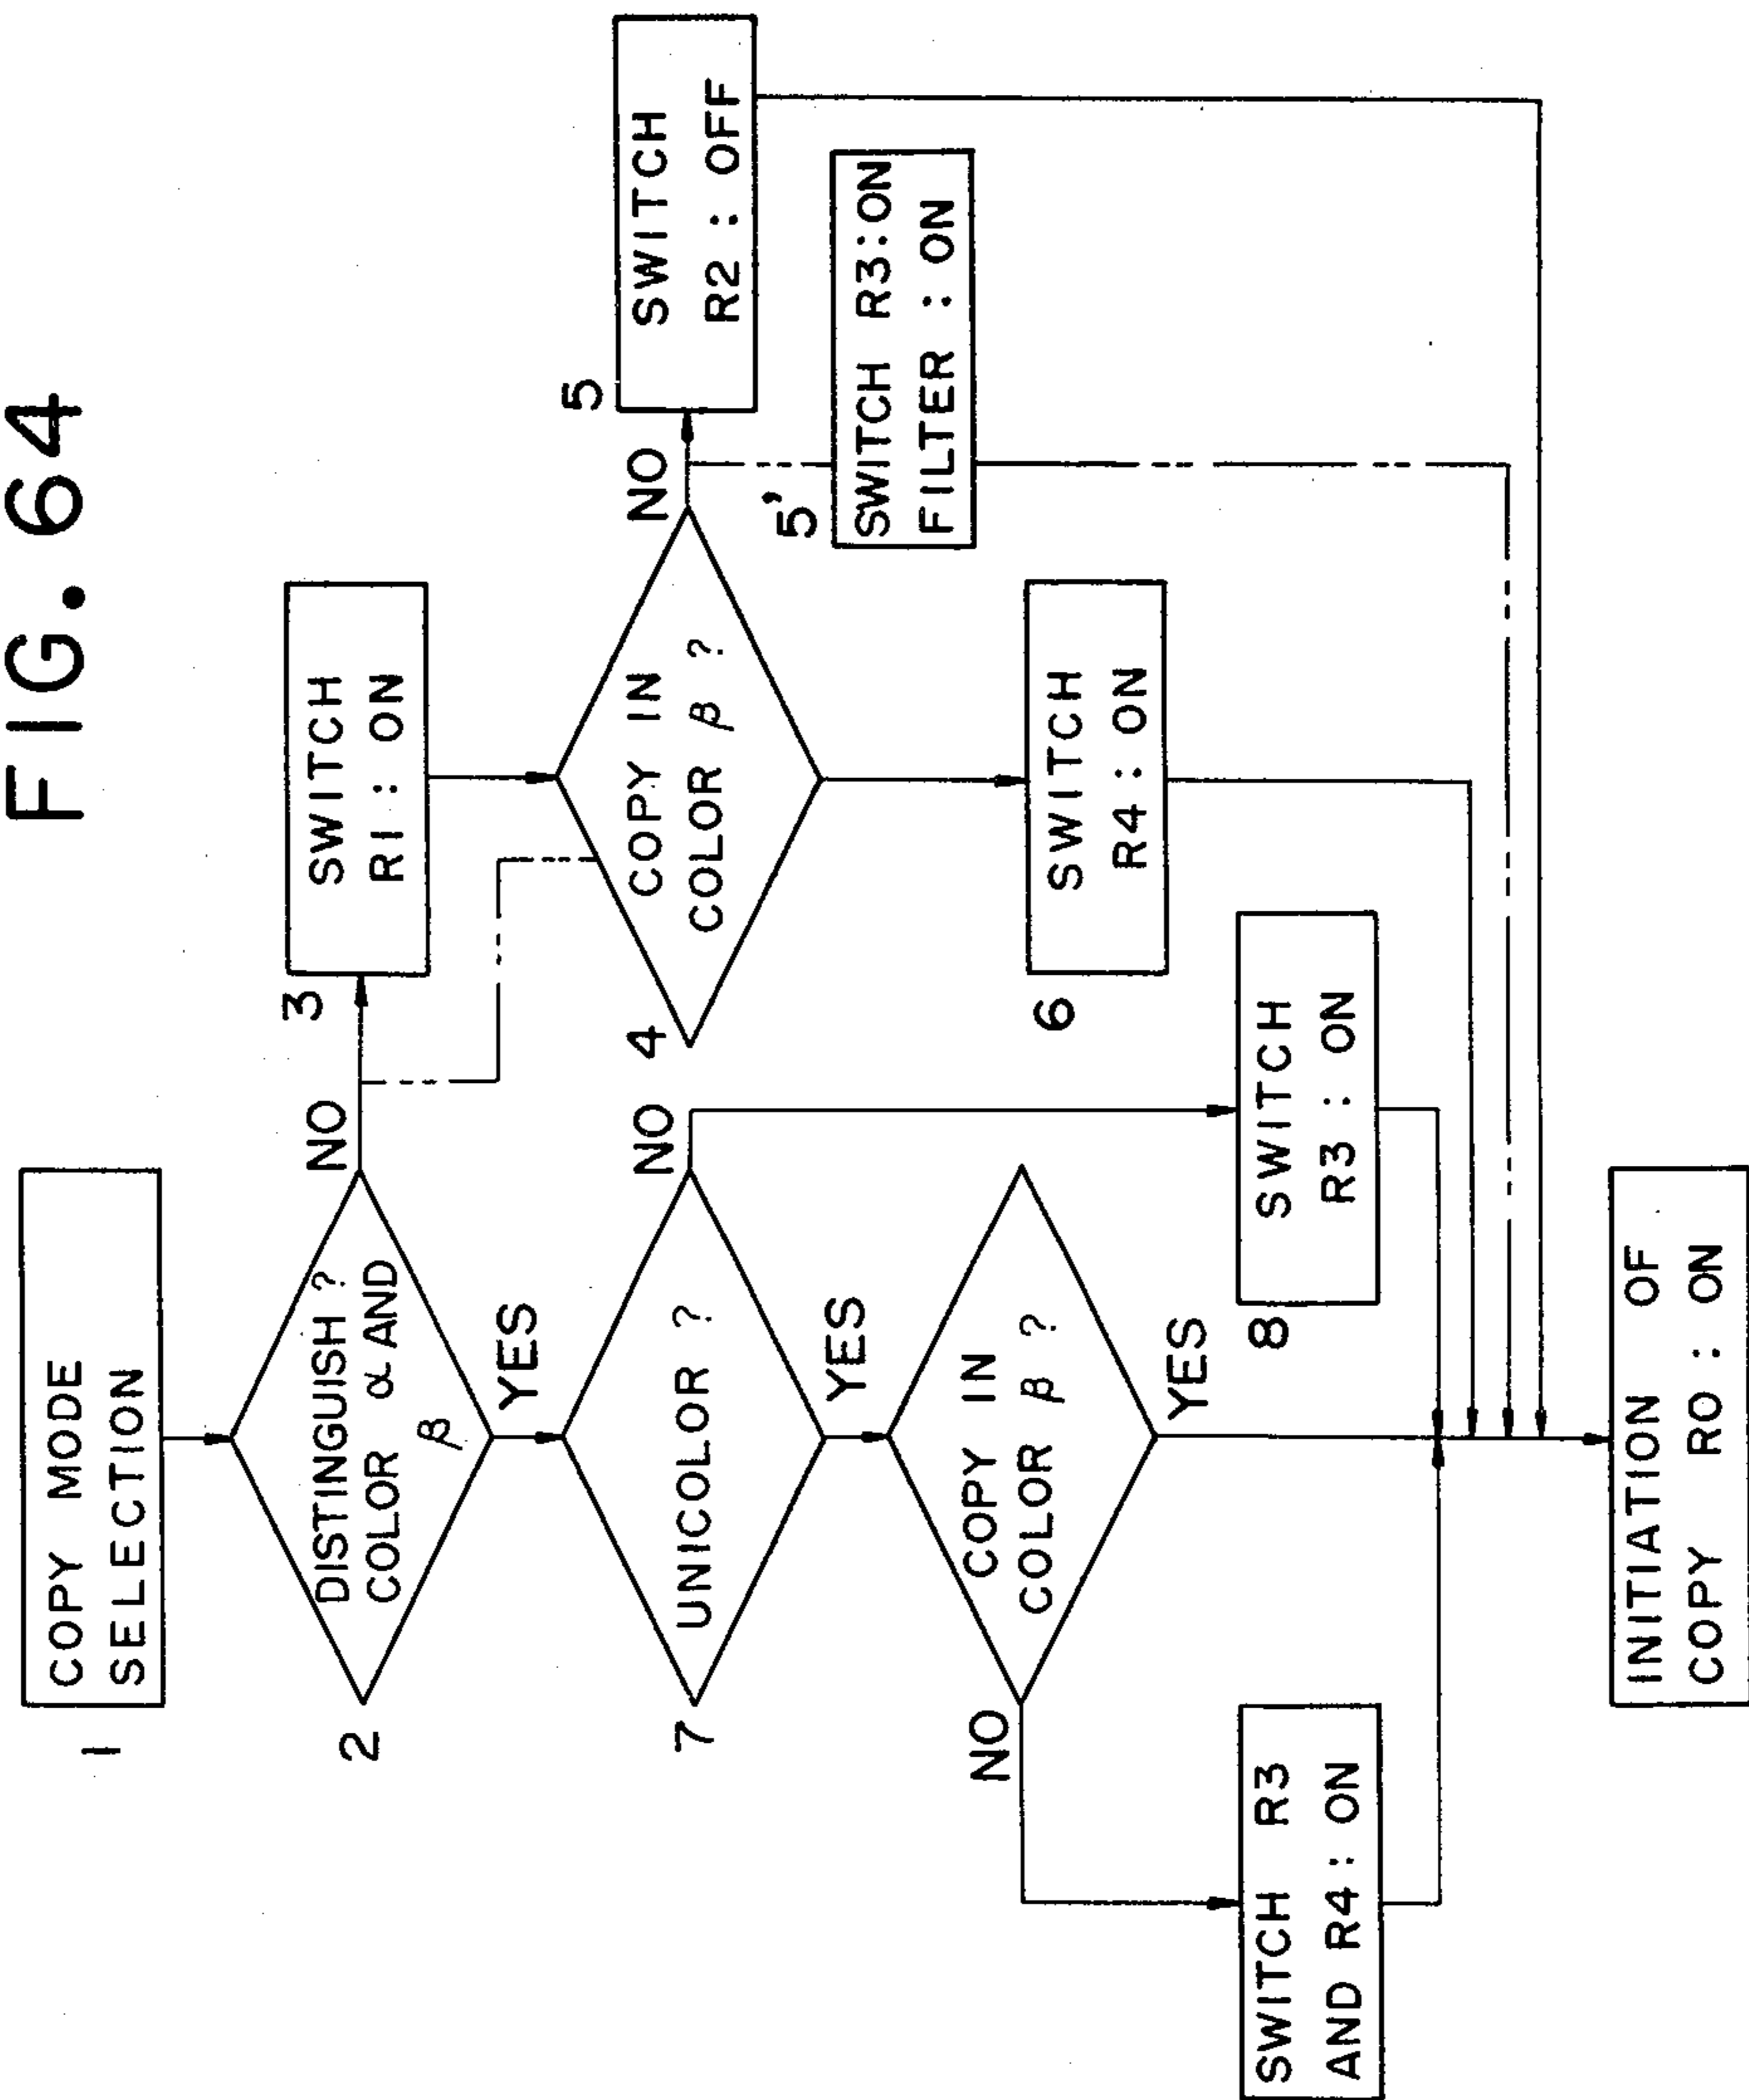 FIG. 64
1
COPY MODE
SELECTION
2
DISTINGUISH ?
COLOR α AND
β
NO
YES
3
SWITCH
R1 : ON
4
COPY IN
COLOR β ?
NO
5
SWITCH
R2 : OFF
5'
SWITCH R3:ON
FILTER : ON
6
SWITCH
R4 : ON
7
UNICOLOR ?
NO
YES
8
SWITCH
R3 : ON
COPY IN
COLOR β ?
NO
YES
SWITCH R3
AND R4 : ON
INITIATION OF
COPY RO : ON